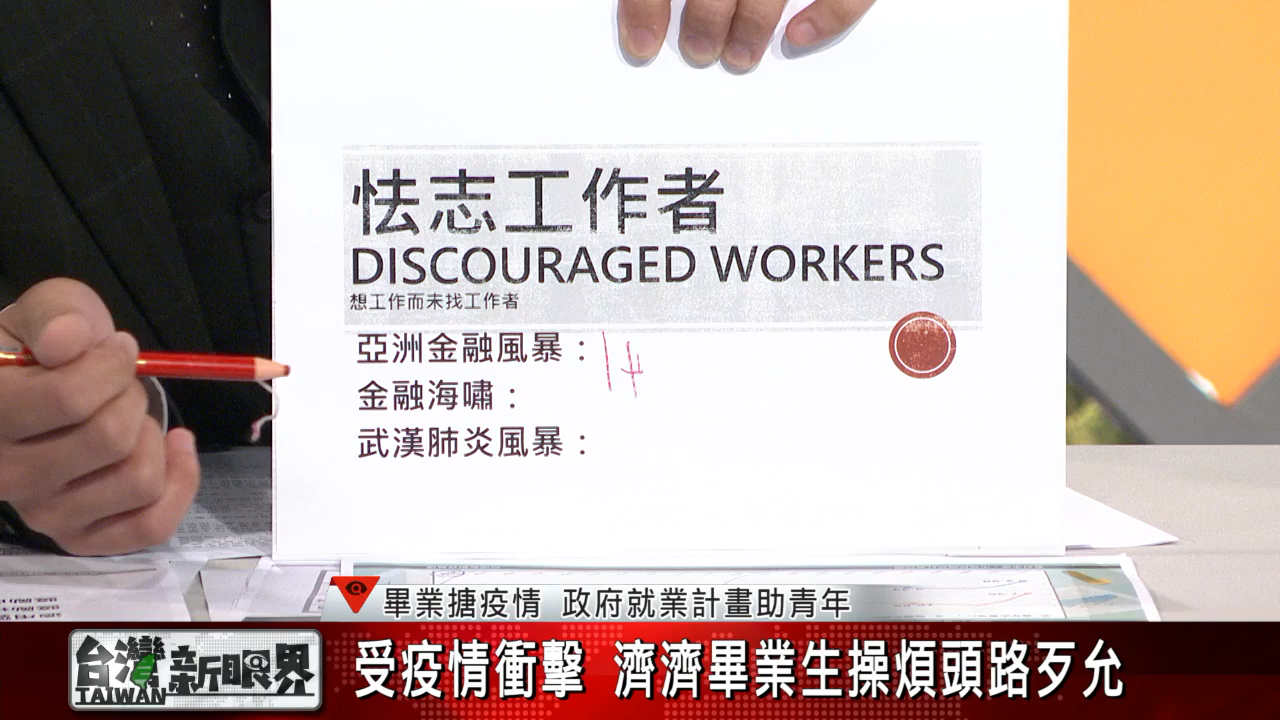 怯志工作者
DISCOURAGED WORKERS
想工作而未找工作者
亞洲金融風暴：14
金融海嘯：
武漢肺炎風暴：
畢業搪疫情 政府就業計畫助青年
台灣新眼界
TAIWAN
受疫情衝擊 濟濟畢業生操煩頭路歹允